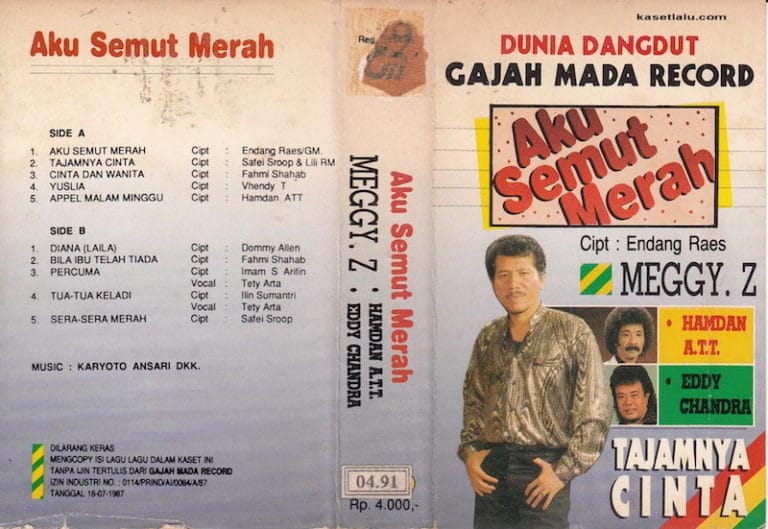 Aku Semut Merah
SIDE A
1. AKU SEMUT MERAH Cipt : Endang Raes/GM.
2. TAJAMNYA CINTA Cipt : Safei Sroop & Lili RM
3. CINTA DAN WANITA Cipt : Fahmi Shahab
4. YUSLIA Cipt : Vhendy T
5. APPEL MALAM MINGGU Cipt : Hamdan ATT
SIDE B
1. DIANA (LAILA) Cipt : Dommy Allen
2. BILA IBU TELAH TIADA Cipt : Fahmi Shahab
3. PERCUMA Cipt : Imam S Arifin
Vocal : Tety Arta
4. TUA-TUA KELADI Cipt : Ilin Sumantri
Vocal : Tety Arta
5. SERA-SERA MERAH Cipt : Safei Sroop
MUSIC : KARYOTO ANSARI DKK.
DILARANG KERAS
MENGCOPY ISI LAGU LAGU DALAM KASET INI
TANPA IJIN TERTULIS DARI GAJAH MADA RECORD
IZIN INDUSTRI NO. : 0114/PRIND/AI/0084/A/87
TANGGAL 16-07-1987
Reg.
Aku Semut Merah
MEGGY. Z : HAMDAN A.T.T.
: EDDY CHANDRA
04.91
Rp. 4.000,-
kasetlalu.com
DUNIA DANGDUT
GAJAH MADA RECORD
Aku
Semut
Merah
Cipt : Endang Raes
MEGGY. Z
• HAMDAN
A.T.T.
• EDDY
CHANDRA
TAJAMNYA
CINTA